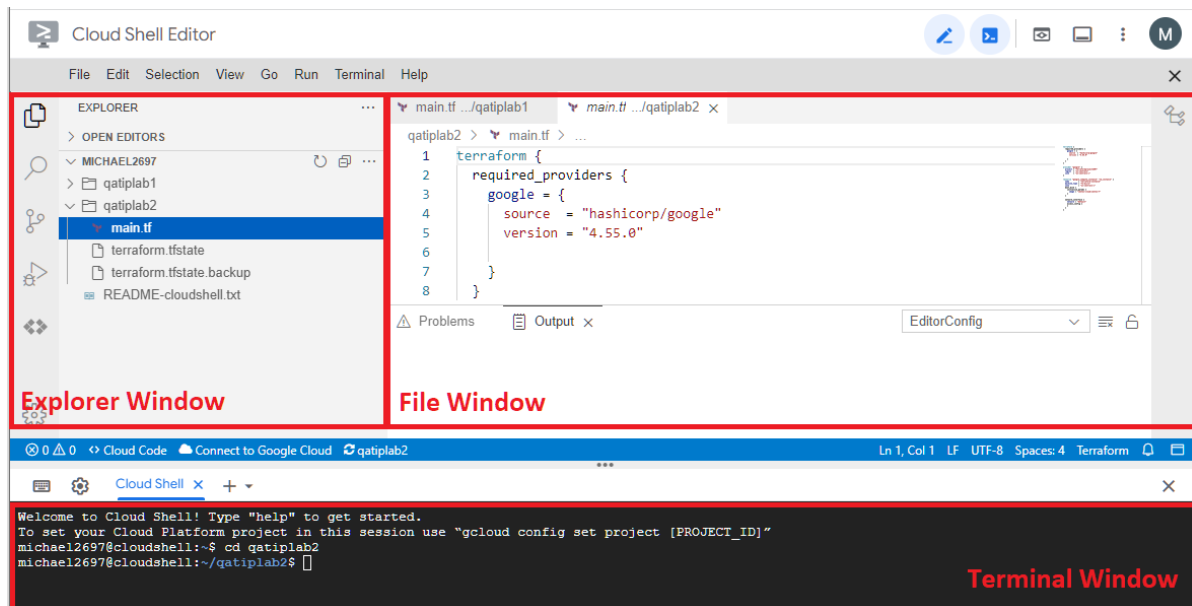 Cloud Shell Editor
M
File Edit Selection View Go Run Terminal Help
EXPLORER
OPEN EDITORS
MICHAEL2697
qatiplab1
qatiplab2
main.tf
terraform.tfstate
terraform.tfstate.backup
README-cloudshell.txt
Explorer Window
main.tf .../qatiplab1 main.tf .../qatiplab2
qatiplab2 > main.tf > ...
1 terraform {
2 required_providers {
3 google = {
4 source = "hashicorp/google"
5 version = "4.55.0"
6
7 }
8 }
Problems Output EditorConfig
File Window
0 0 Cloud Code Connect to Google Cloud qatiplab2 Ln 1, Col 1 LF UTF-8 Spaces: 4 Terraform
Cloud Shell
Welcome to Cloud Shell! Type "help" to get started.
To set your Cloud Platform project in this session use “gcloud config set project [PROJECT_ID]”
michael2697@cloudshell:~$ cd qatiplab2
michael2697@cloudshell:~/qatiplab2$
Terminal Window